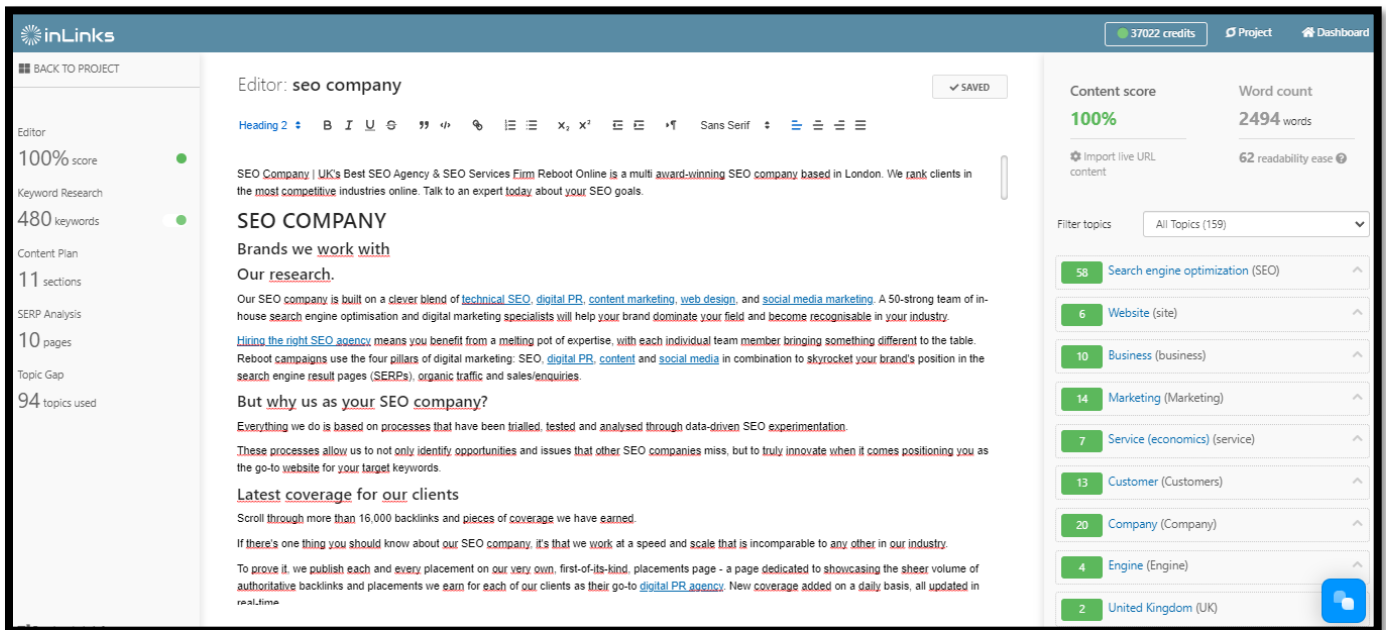 inLinks
37022 credits
Project
Dashboard
BACK TO PROJECT
Editor
100% score
Keyword Research
480 keywords
Content Plan
11 sections
SERP Analysis
10 pages
Topic Gap
94 topics used
Editor: seo company
SAVED
Heading 2
B I U S
X₂ X²
Sans Serif
SEO Company | UK's Best SEO Agency & SEO Services Firm Reboot Online is a multi award-winning SEO company based in London. We rank clients in
the most competitive industries online. Talk to an expert today about your SEO goals.
SEO COMPANY
Brands we work with
Our research.
Our SEO company is built on a clever blend of technical SEO, digital PR, content marketing, web design, and social media marketing. A 50-strong team of in-
house search engine optimisation and digital marketing specialists will help your brand dominate your field and become recognisable in your industry.
Hiring the right SEO agency means you benefit from a melting pot of expertise, with each individual team member bringing something different to the table.
Reboot campaigns use the four pillars of digital marketing: SEO, digital PR, content and social media in combination to skyrocket your brand's position in the
search engine result pages (SERPs), organic traffic and sales/enquiries.
But why us as your SEO company?
Everything we do is based on processes that have been trialled, tested and analysed through data-driven SEO experimentation.
These processes allow us to not only identify opportunities and issues that other SEO companies miss, but to truly innovate when it comes positioning you as
the go-to website for your target keywords.
Latest coverage for our clients
Scroll through more than 16,000 backlinks and pieces of coverage we have earned.
If there's one thing you should know about our SEO company, it's that we work at a speed and scale that is incomparable to any other in our industry.
To prove it, we publish each and every placement on our very own, first-of-its-kind, placements page - a page dedicated to showcasing the sheer volume of
authoritative backlinks and placements we earn for each of our clients as their go-to digital PR agency. New coverage added on a daily basis, all updated in
real-time
Content score
100%
Word count
2494 words
Import live URL
content
62 readability ease
Filter topics
All Topics (159)
58 Search engine optimization (SEO)
6 Website (site)
10 Business (business)
14 Marketing (Marketing)
7 Service (economics) (service)
13 Customer (Customers)
20 Company (Company)
4 Engine (Engine)
2 United Kingdom (UK)